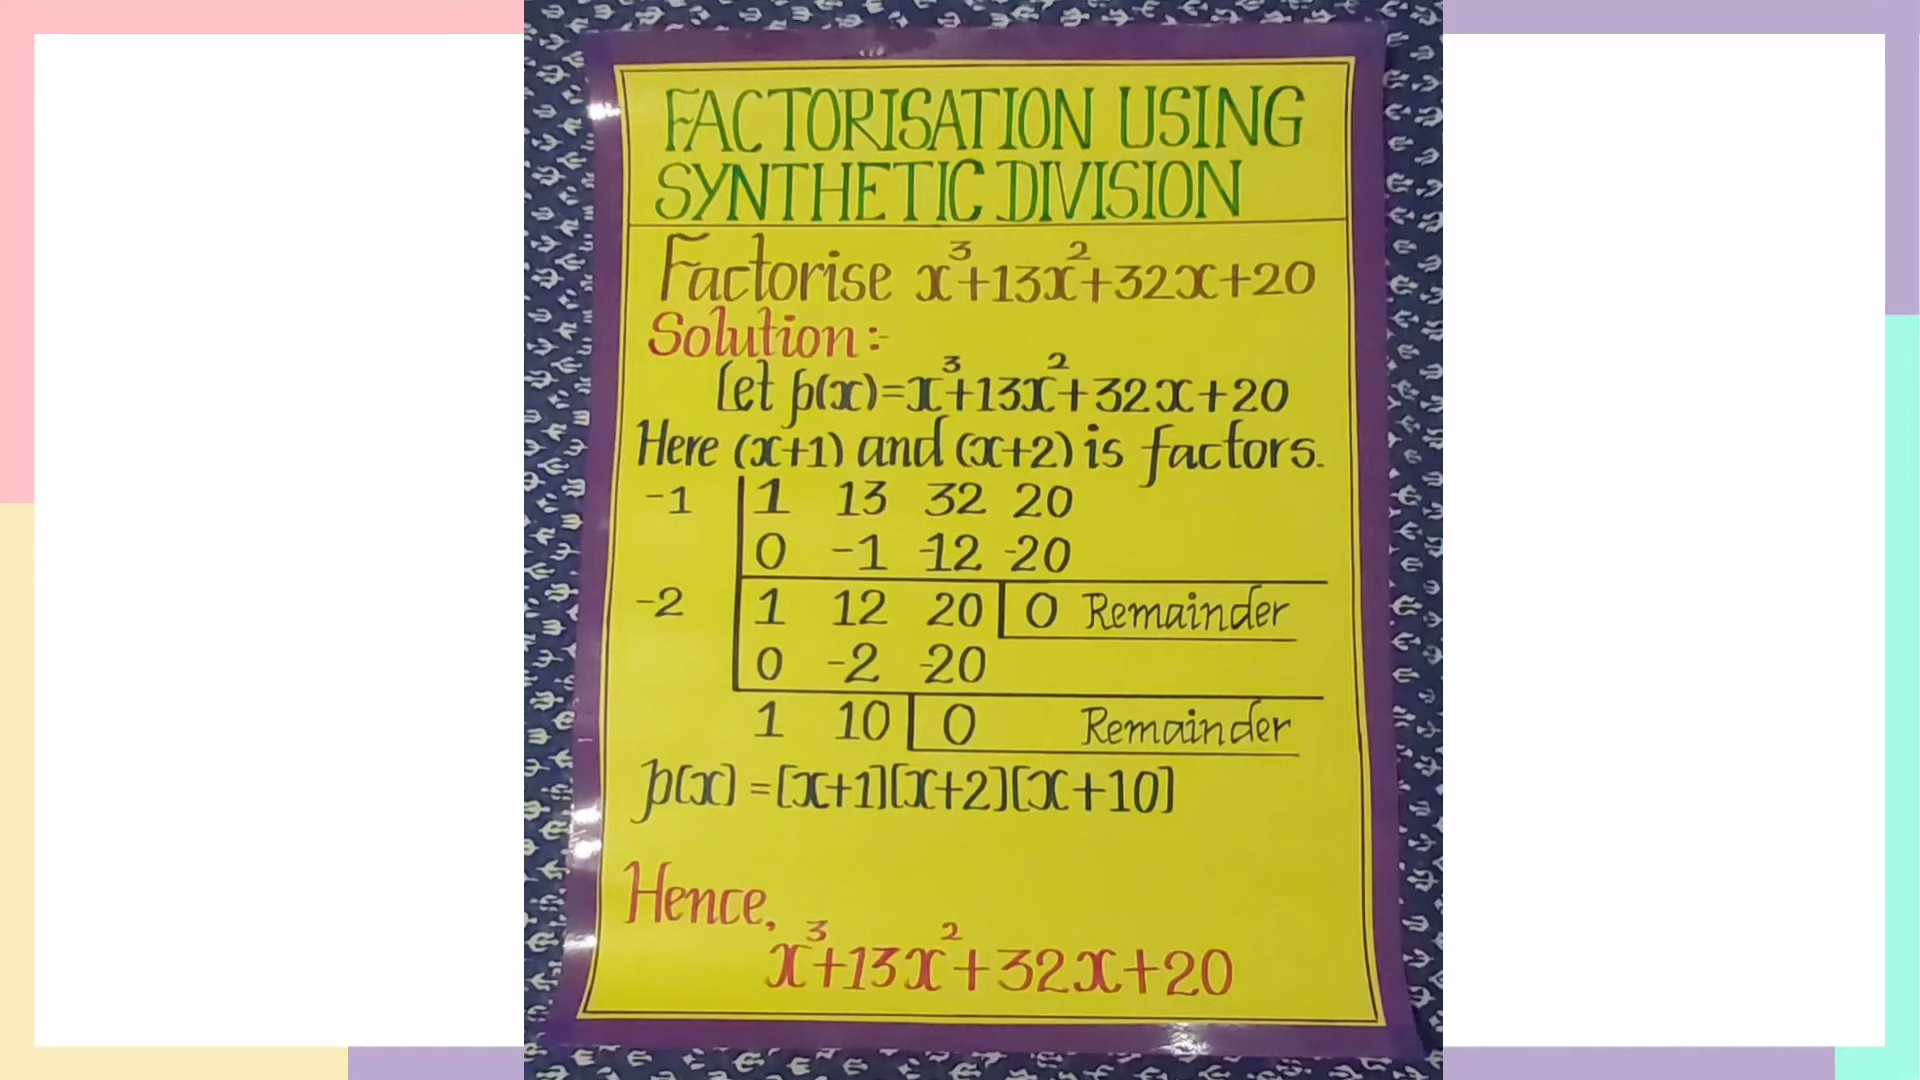 FACTORISATION USING
SYNTHETIC DIVISION
Factorise x³+13x²+32x+20
Solution:-
Let p(x)=x³+13x²+32x+20
Here (x+1) and (x+2) is factors.
-1 1 13 32 20
0 -1 -12 -20
-2 1 12 20 0 Remainder
0 -2 -20
1 10 0 Remainder
p(x) =[x+1][x+2][x+10]
Hence,
x³+13x²+32x+20